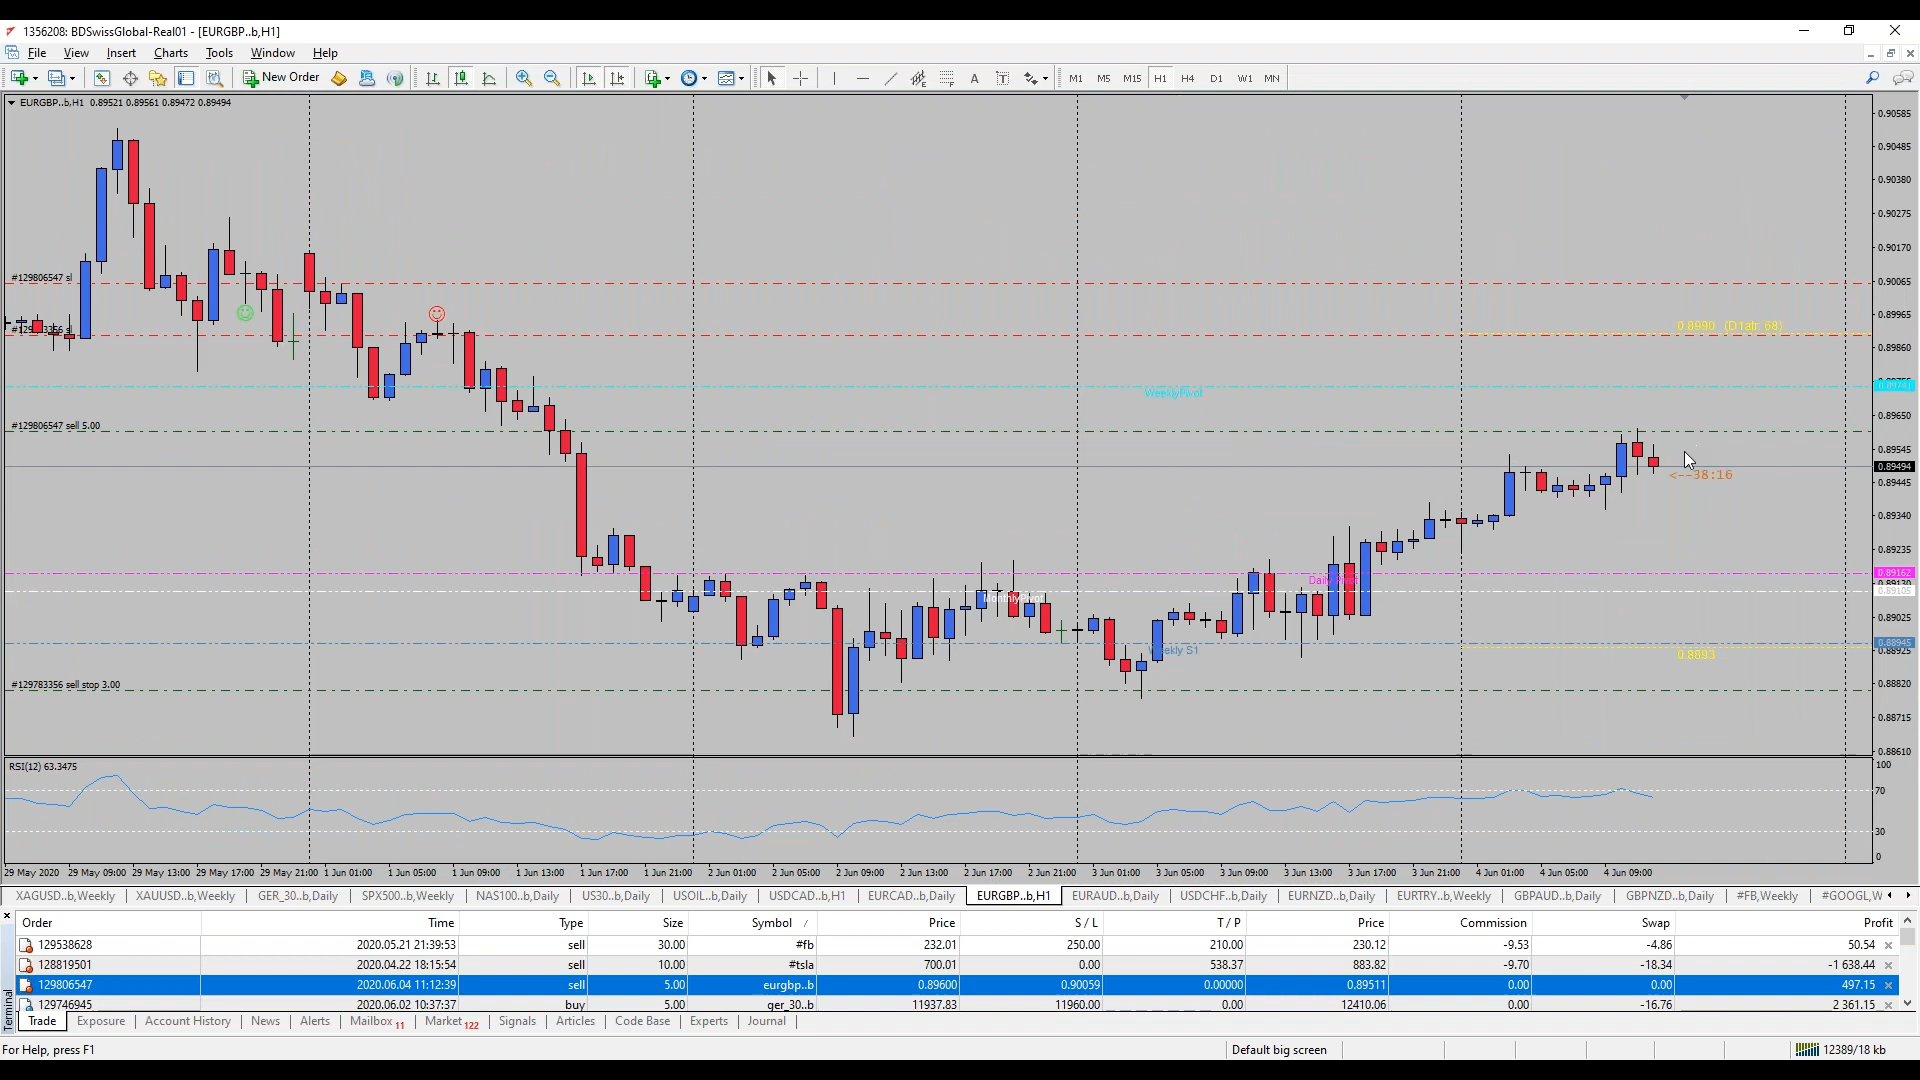 1356208: BDSwissGlobal-Real01 - [EURGBP..b,H1]
File View Insert Charts Tools Window Help
New Order M1 M5 M15 H1 H4 D1 W1 MN
EURGBP..b,H1 0.89521 0.89561 0.89472 0.89494
0.90585
0.90485
0.90380
0.90275
0.90170
#129806547 sl
0.90065
0.89965
0.8990 (D1atr: 68)
0.89860
WeeklyPivot
0.89650
#129806547 sell 5.00
0.89545
0.89494
<--38:16
0.89445
0.89340
0.89235
0.89162
Daily Pivot
0.89130
0.89105
MonthlyPivot
0.89025
0.88945
Weekly S1
0.88925
0.8893
#129783356 sell stop 3.00
0.88820
0.88715
0.88610
RSI(12) 63.3475
100
70
30
0
29 May 2020 29 May 09:00 29 May 13:00 29 May 17:00 29 May 21:00 1 Jun 01:00 1 Jun 05:00 1 Jun 09:00 1 Jun 13:00 1 Jun 17:00 1 Jun 21:00 2 Jun 01:00 2 Jun 05:00 2 Jun 09:00 2 Jun 13:00 2 Jun 17:00 2 Jun 21:00 3 Jun 01:00 3 Jun 05:00 3 Jun 09:00 3 Jun 13:00 3 Jun 17:00 3 Jun 21:00 4 Jun 01:00 4 Jun 05:00 4 Jun 09:00
XAGUSD..b,Weekly XAUUSD..b,Weekly GER_30..b,Daily SPX500..b,Weekly NAS100..b,Daily US30..b,Daily USOIL..b,Daily USDCAD..b,H1 EURCAD..b,Daily EURGBP..b,H1 EURAUD..b,Daily USDCHF..b,Daily EURNZD..b,Daily EURTRY..b,Weekly GBPAUD..b,Daily GBPNZD..b,Daily #FB,Weekly #GOOGL,W
Order Time Type Size Symbol / Price S / L T / P Price Commission Swap Profit
129538628 2020.05.21 21:39:53 sell 30.00 #fb 232.01 250.00 210.00 230.12 -9.53 -4.86 50.54
128819501 2020.04.22 18:15:54 sell 10.00 #tsla 700.01 0.00 538.37 883.82 -9.70 -18.34 -1 638.44
129806547 2020.06.04 11:12:39 sell 5.00 eurgbp..b 0.89600 0.90059 0.00000 0.89511 0.00 0.00 497.15
129746945 2020.06.02 10:37:37 buy 5.00 ger_30..b 11937.83 11960.00 0.00 12410.06 0.00 -16.76 2 361.15
Terminal
Trade Exposure Account History News Alerts Mailbox 11 Market 122 Signals Articles Code Base Experts Journal
For Help, press F1 Default big screen 12389/18 kb